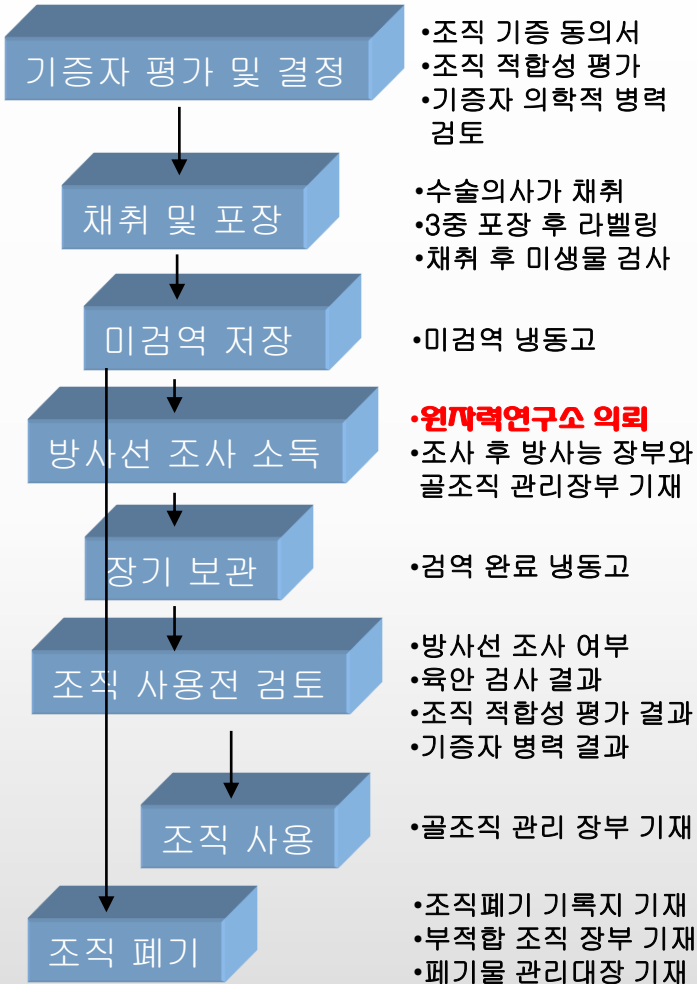 기증자 평가 및 결정
•조직 기증 동의서
•조직 적합성 평가
•기증자 의학적 병력
검토
채취 및 포장
•수술의사가 채취
•3중 포장 후 라벨링
•채취 후 미생물 검사
미검역 저장
•미검역 냉동고
방사선 조사 소독
•원자력연구소 의뢰
•조사 후 방사능 장부와
골조직 관리장부 기재
장기 보관
•검역 완료 냉동고
조직 사용전 검토
•방사선 조사 여부
•육안 검사 결과
•조직 적합성 평가 결과
•기증자 병력 결과
조직 사용
•골조직 관리 장부 기재
조직 폐기
•조직폐기 기록지 기재
•부적합 조직 장부 기재
•폐기물 관리대장 기재